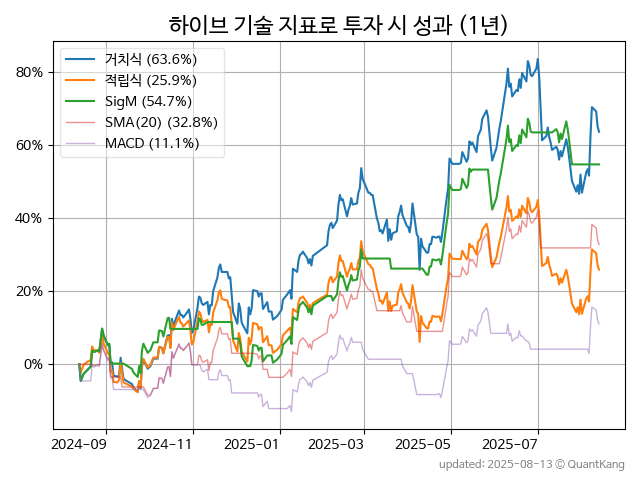 하이브 기술 지표로 투자 시 성과 (1년)
거치식 (63.6%)
적립식 (25.9%)
SigM (54.7%)
SMA(20) (32.8%)
MACD (11.1%)
80%
60%
40%
20%
0%
2024-09 2024-11 2025-01 2025-03 2025-05 2025-07
updated: 2025-08-13 ⓒ QuantKang